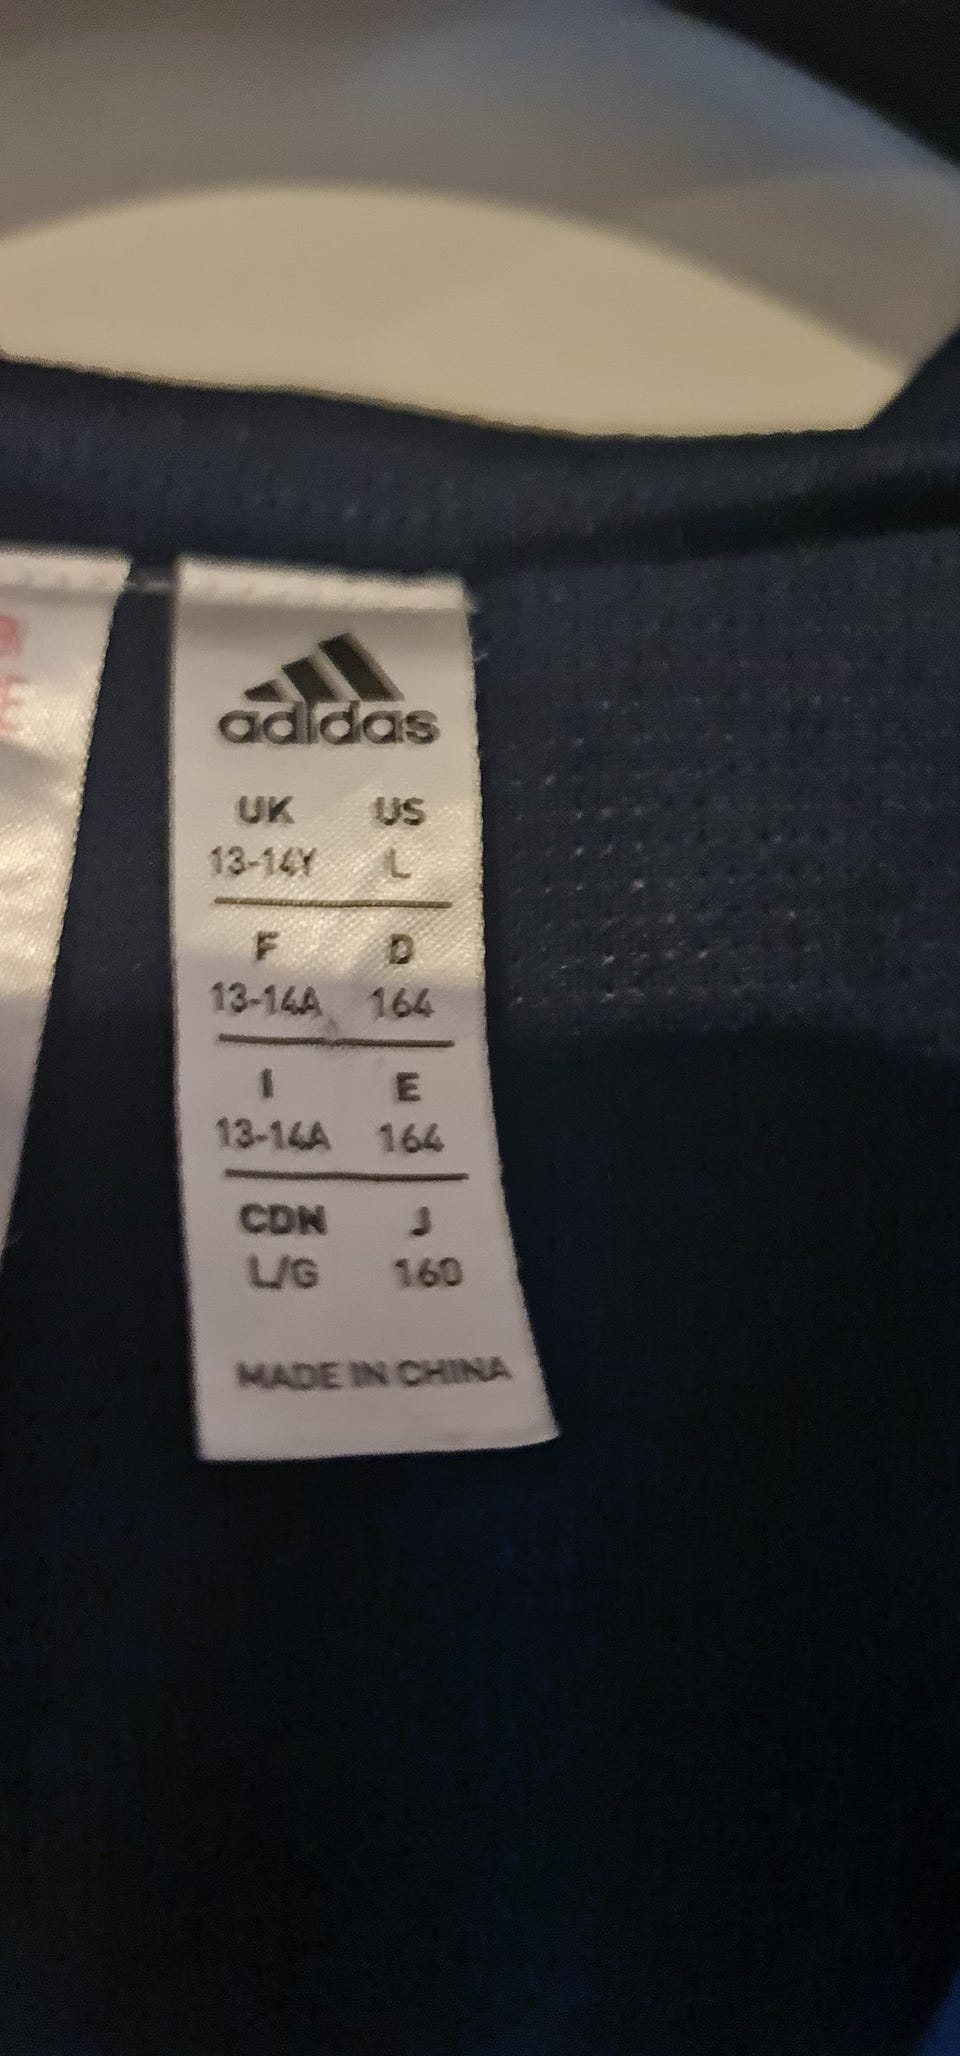 adidas
UK US
13-14Y L
F D
13-14A 164
I E
13-14A 164
CDN J
L/G 160
MADE IN CHINA